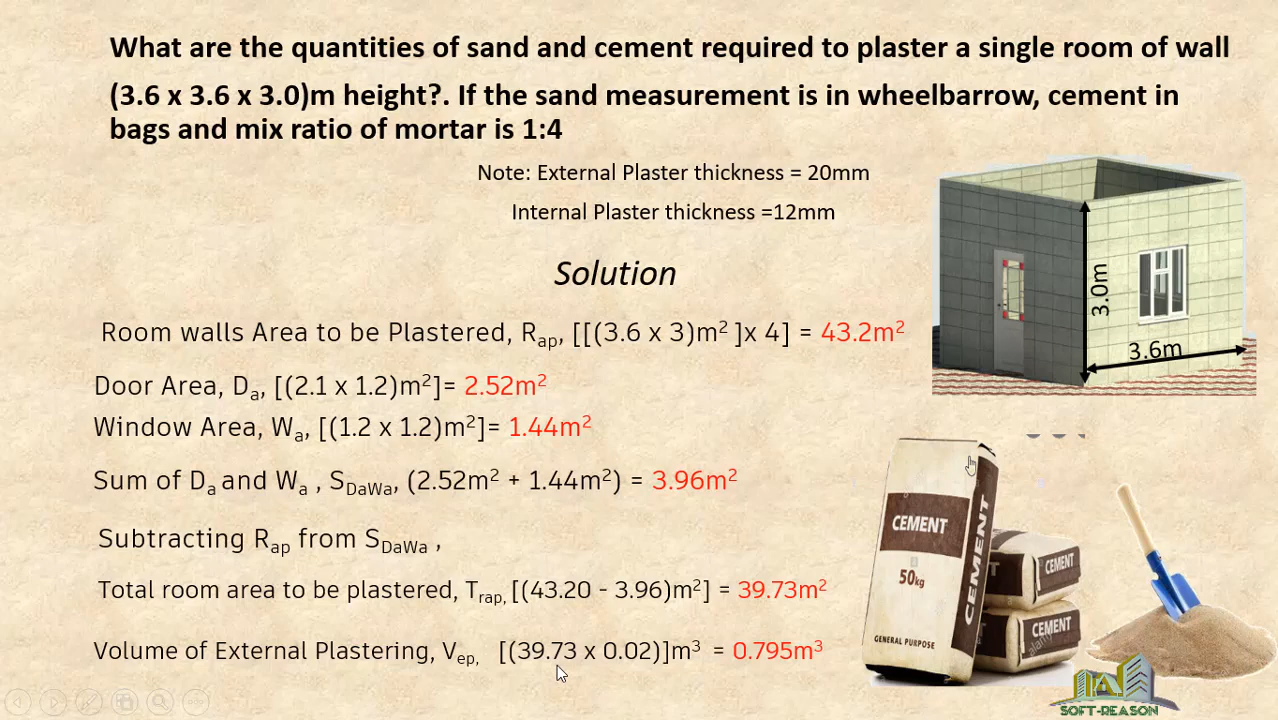 What are the quantities of sand and cement required to plaster a single room of wall
(3.6 x 3.6 x 3.0)m height?. If the sand measurement is in wheelbarrow, cement in
bags and mix ratio of mortar is 1:4
Note: External Plaster thickness = 20mm
Internal Plaster thickness =12mm
Solution
Room walls Area to be Plastered, Rap, [[(3.6 x 3)m² ]x 4] = 43.2m²
Door Area, Da, [(2.1 x 1.2)m²]= 2.52m²
Window Area, Wa, [(1.2 x 1.2)m²]= 1.44m²
Sum of Da and Wa , SDaWa, (2.52m² + 1.44m²) = 3.96m²
Subtracting Rap from SDaWa ,
Total room area to be plastered, Trap, [(43.20 - 3.96)m²] = 39.73m²
Volume of External Plastering, Vep, [(39.73 x 0.02)]m³ = 0.795m³
3.0m
3.6m
CEMENT
50kg
GENERAL PURPOSE
CEMENT
CEMENT
CEMENT
alamy
SOFT-REASON